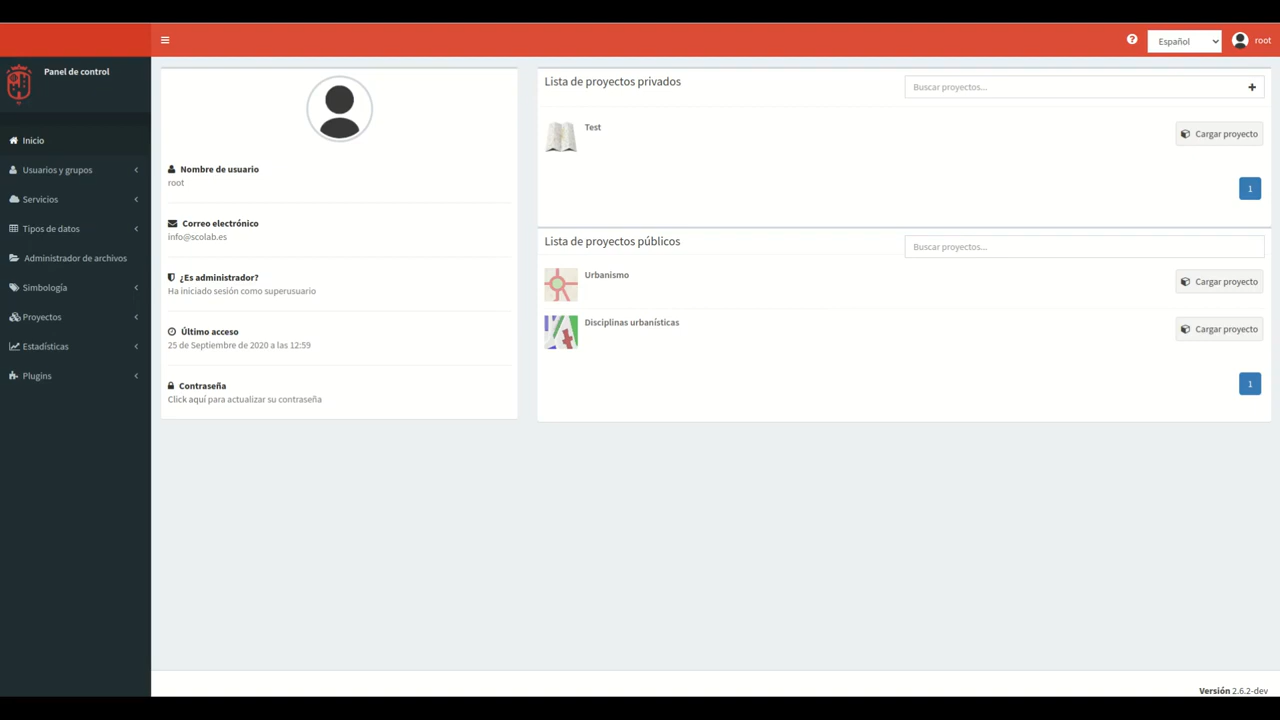 Español
root
Panel de control
Inicio
Usuarios y grupos
Servicios
Tipos de datos
Administrador de archivos
Simbología
Proyectos
Estadísticas
Plugins
Nombre de usuario
root
Correo electrónico
info@scolab.es
¿Es administrador?
Ha iniciado sesión como superusuario
Último acceso
25 de Septiembre de 2020 a las 12:59
Contraseña
Click aquí para actualizar su contraseña
Lista de proyectos privados
Buscar proyectos...
Test
Cargar proyecto
1
Lista de proyectos públicos
Buscar proyectos...
Urbanismo
Cargar proyecto
Disciplinas urbanísticas
Cargar proyecto
1
Versión 2.6.2-dev